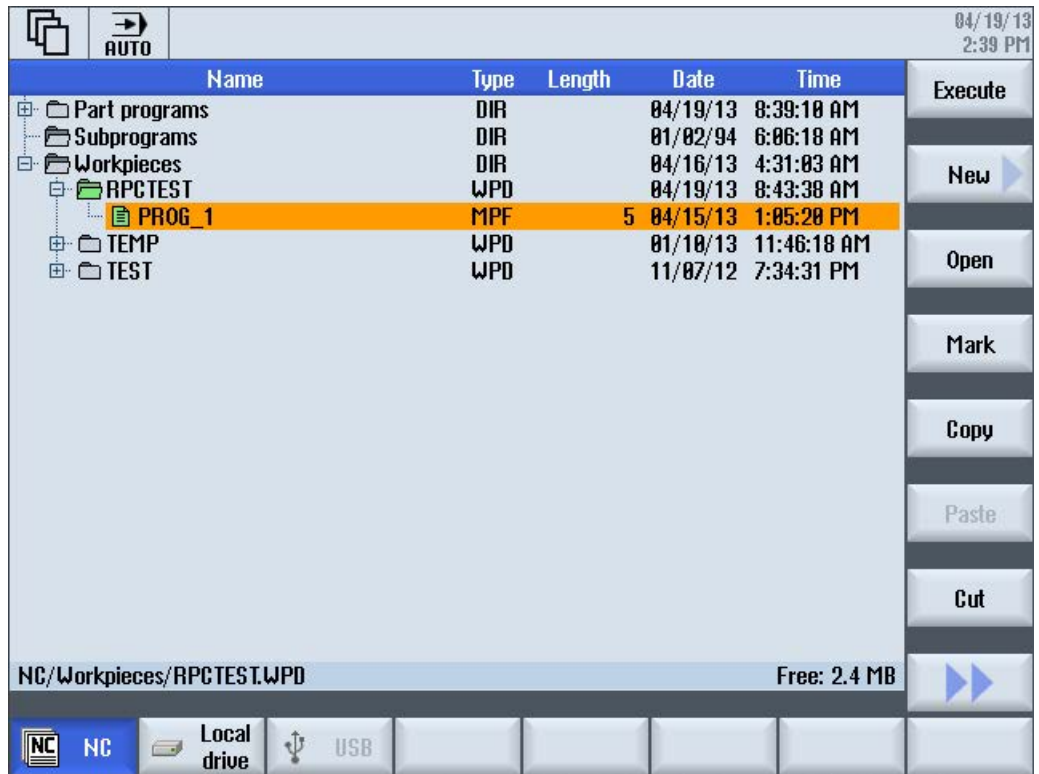 04/19/13
AUTO
2:39 PM
Name Type Length Date Time
Execute
Part programs DIR 04/19/13 8:39:10 AM
Subprograms DIR 01/02/94 6:06:18 AM
Workpieces DIR 04/16/13 4:31:03 AM
New
RPCTEST WPD 04/19/13 8:43:38 AM
PROG_1 MPF 5 04/15/13 1:05:20 PM
TEMP WPD 01/10/13 11:46:18 AM
Open
TEST WPD 11/07/12 7:34:31 PM
Mark
Copy
Paste
Cut
NC/Workpieces/RPCTEST.WPD Free: 2.4 MB
NC NC
Local
drive
USB